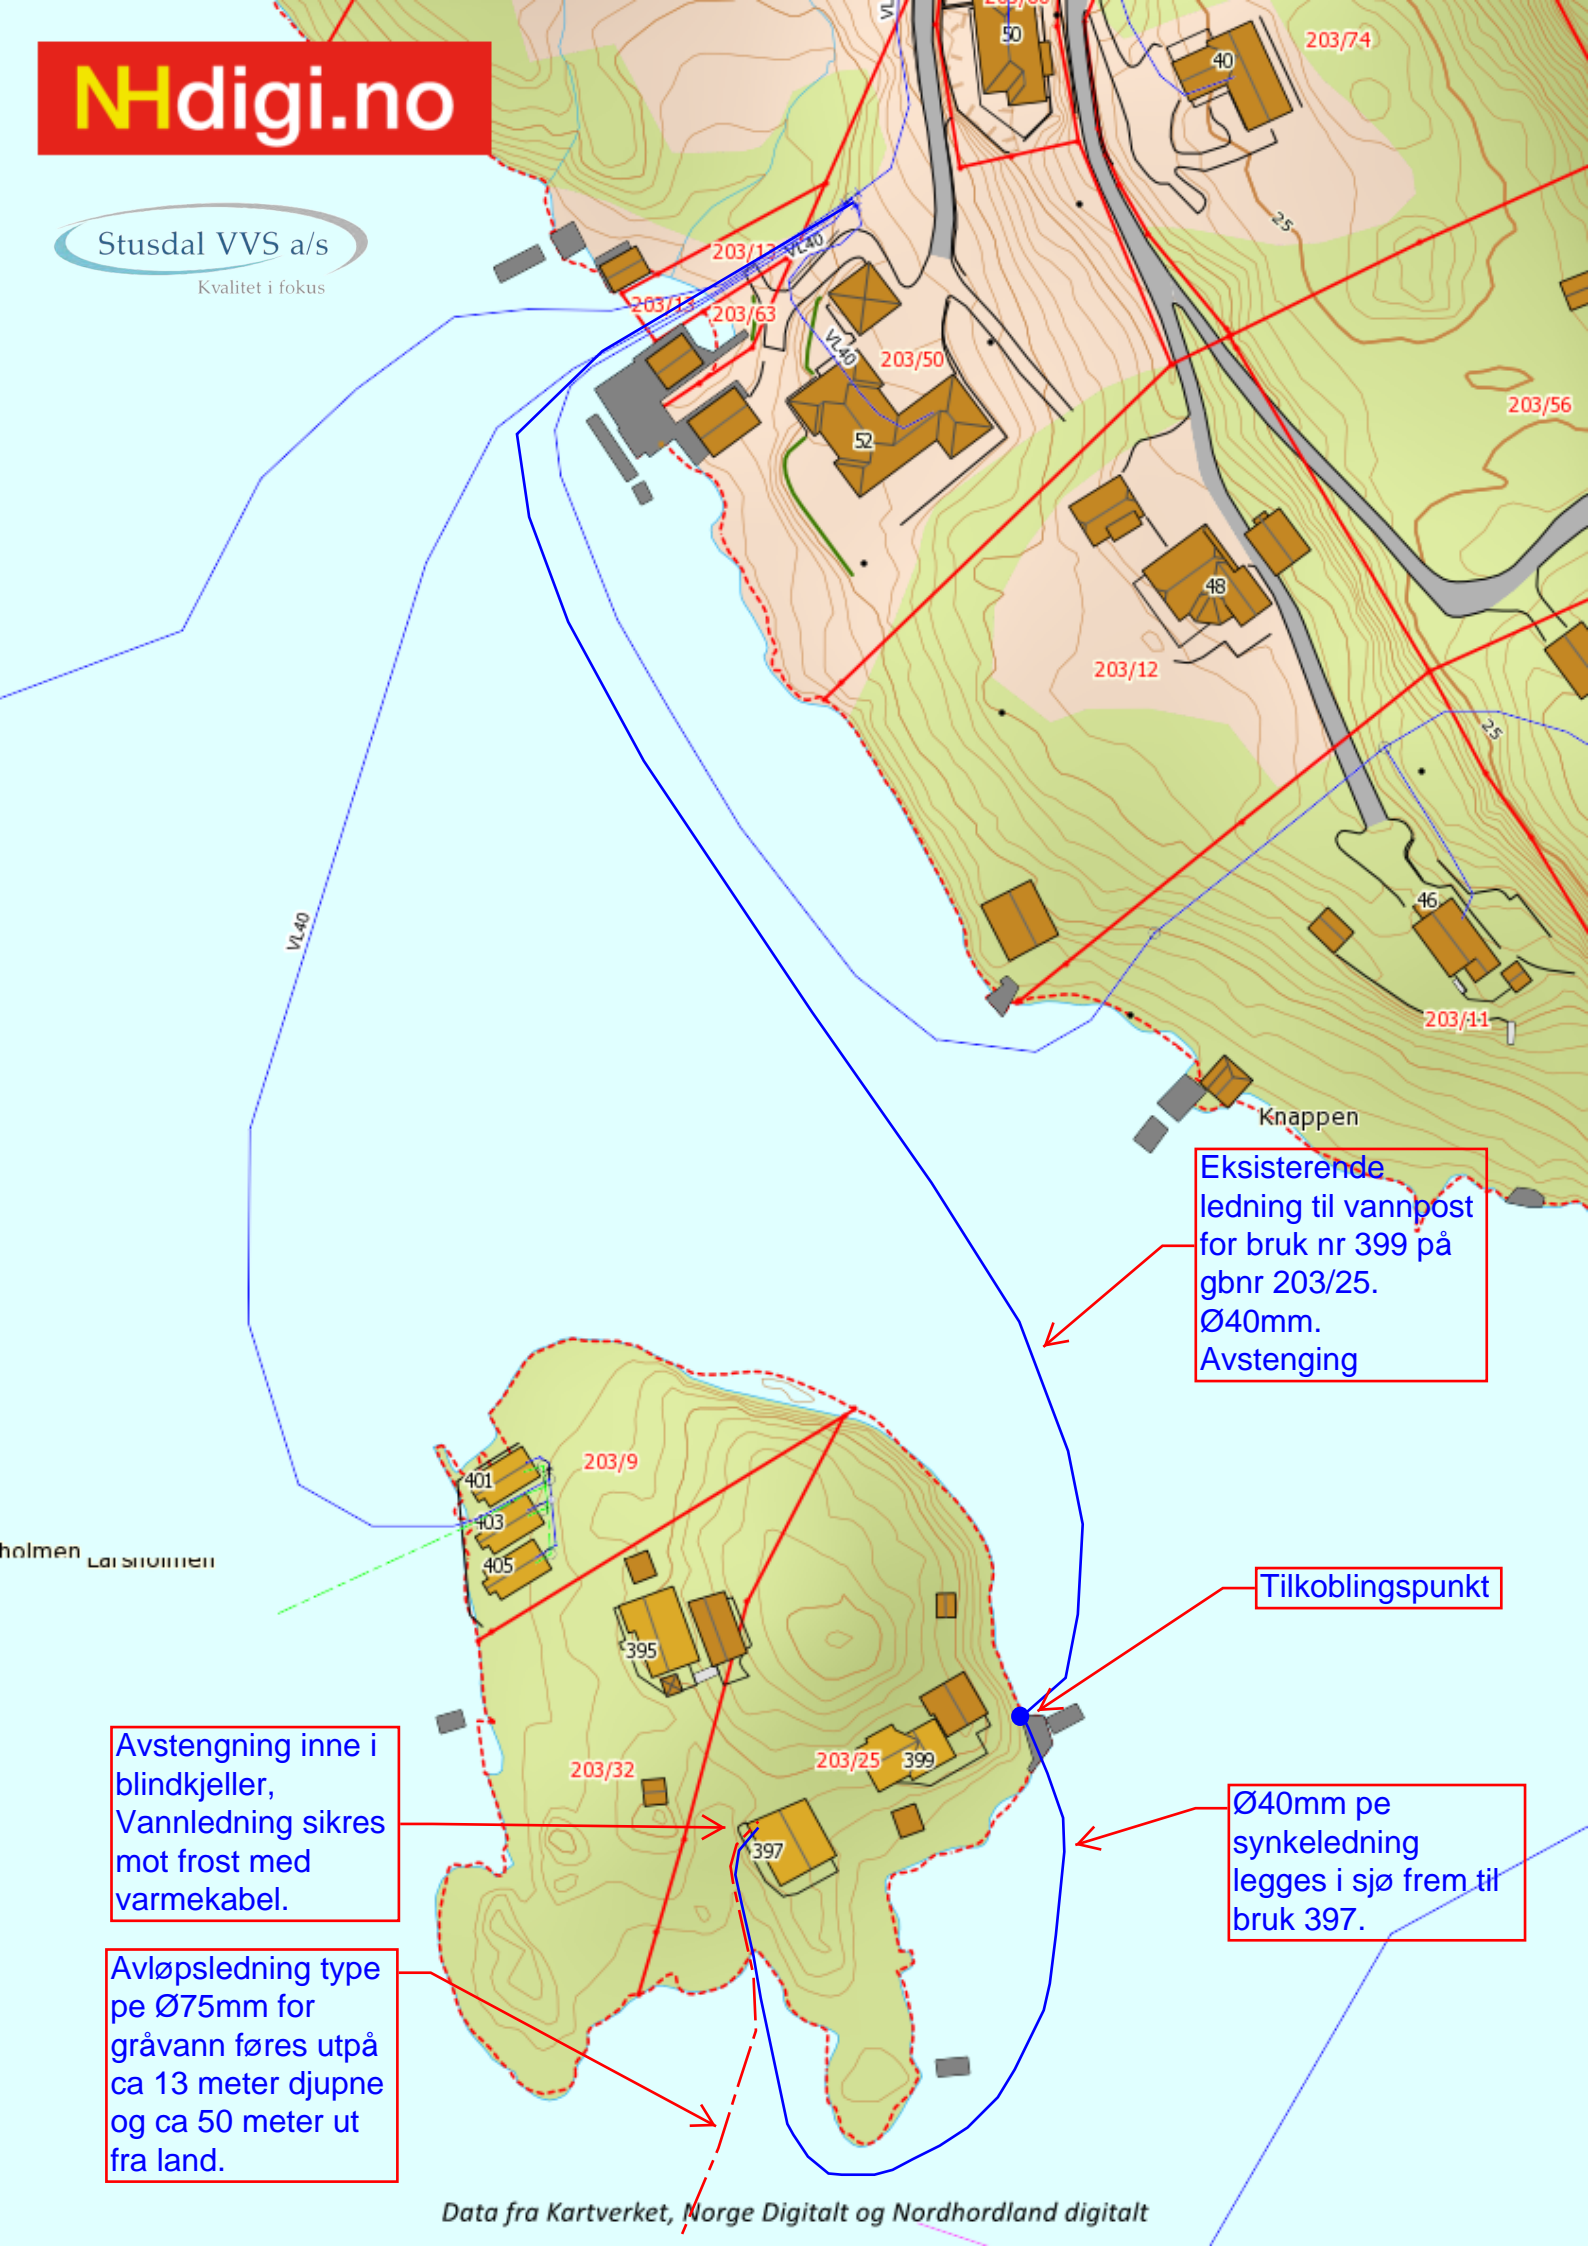 NHdigi.no
Stusdal VVS a/s
Kvalitet i fokus
50
40
203/74
25
VL40
203/13
203/63
VL40
203/50
52
203/56
48
203/12
25
46
203/11
VL40
Knappen
Eksisterende
ledning til vannpost
for bruk nr 399 på
gbnr 203/25.
Ø40mm.
Avstenging
203/9
401
403
405
holmen
Larsholmen
Tilkoblingspunkt
395
203/32
203/25
399
397
Avstengning inne i
blindkjeller,
Vannledning sikres
mot frost med
varmekabel.
Ø40mm pe
synkeledning
legges i sjø frem til
bruk 397.
Avløpsledning type
pe Ø75mm for
gråvann føres utpå
ca 13 meter djupne
og ca 50 meter ut
fra land.
Data fra Kartverket, Norge Digitalt og Nordhordland digitalt